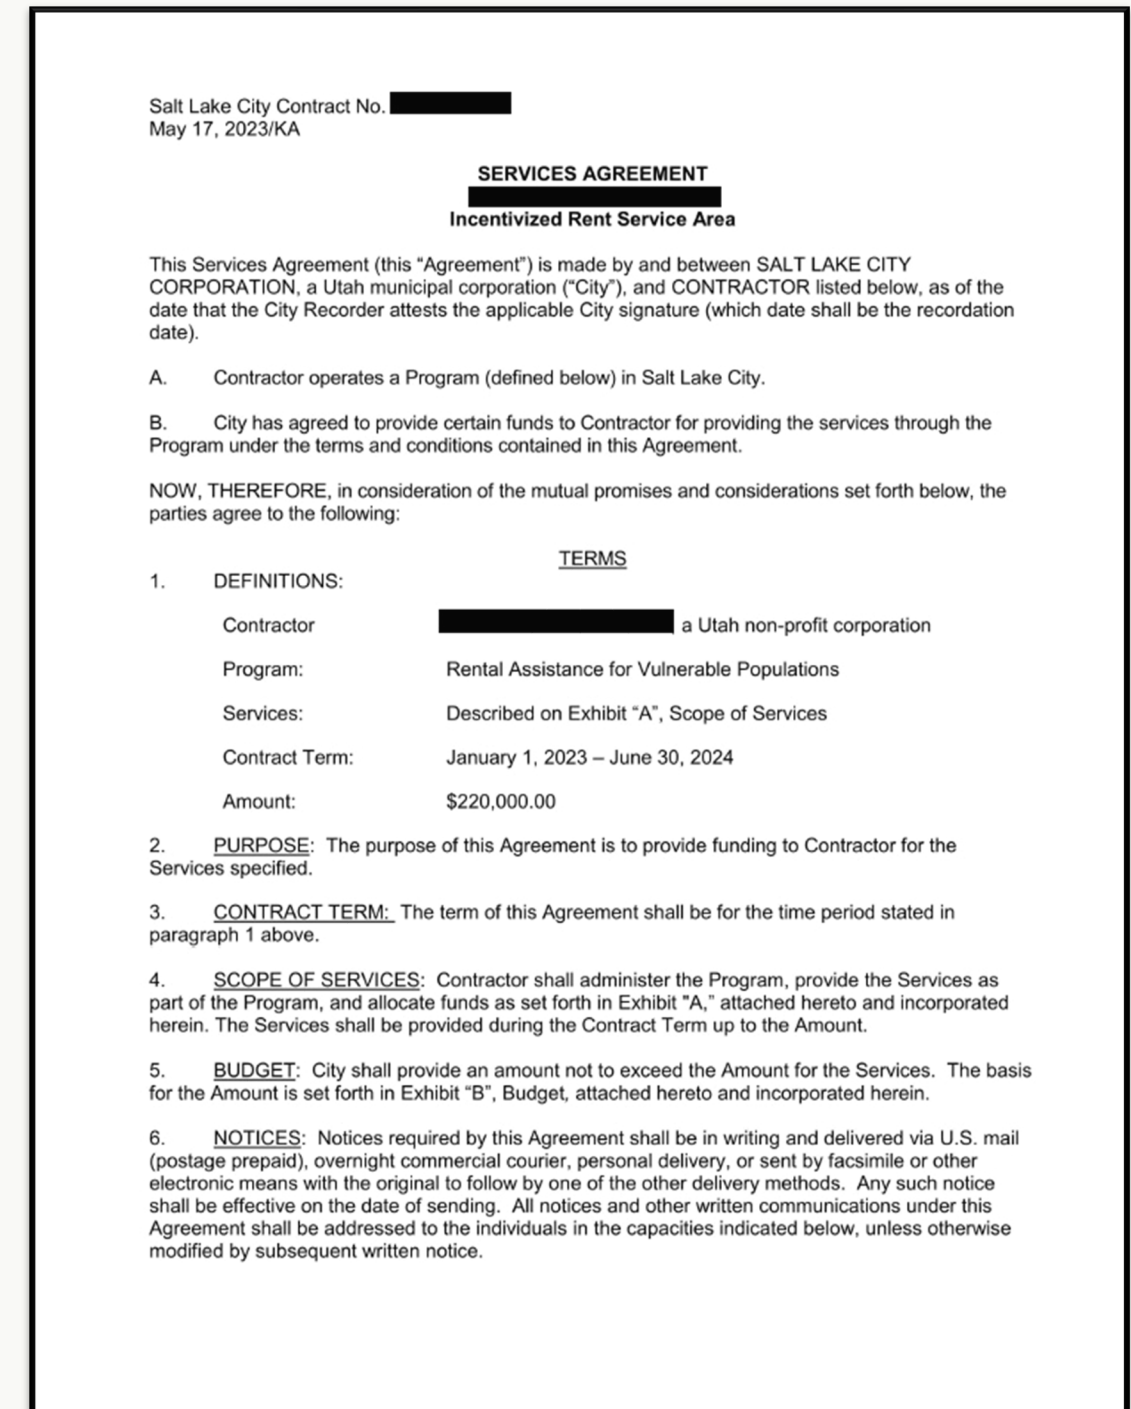 Salt Lake City Contract No.
May 17, 2023/KA
SERVICES AGREEMENT
Incentivized Rent Service Area
This Services Agreement (this “Agreement”) is made by and between SALT LAKE CITY
CORPORATION, a Utah municipal corporation (“City”), and CONTRACTOR listed below, as of the
date that the City Recorder attests the applicable City signature (which date shall be the recordation
date).
A. Contractor operates a Program (defined below) in Salt Lake City.
B. City has agreed to provide certain funds to Contractor for providing the services through the
Program under the terms and conditions contained in this Agreement.
NOW, THEREFORE, in consideration of the mutual promises and considerations set forth below, the
parties agree to the following:
TERMS
1. DEFINITIONS:
Contractor a Utah non-profit corporation
Program: Rental Assistance for Vulnerable Populations
Services: Described on Exhibit “A”, Scope of Services
Contract Term: January 1, 2023 – June 30, 2024
Amount: $220,000.00
2. PURPOSE: The purpose of this Agreement is to provide funding to Contractor for the
Services specified.
3. CONTRACT TERM: The term of this Agreement shall be for the time period stated in
paragraph 1 above.
4. SCOPE OF SERVICES: Contractor shall administer the Program, provide the Services as
part of the Program, and allocate funds as set forth in Exhibit "A,” attached hereto and incorporated
herein. The Services shall be provided during the Contract Term up to the Amount.
5. BUDGET: City shall provide an amount not to exceed the Amount for the Services. The basis
for the Amount is set forth in Exhibit “B”, Budget, attached hereto and incorporated herein.
6. NOTICES: Notices required by this Agreement shall be in writing and delivered via U.S. mail
(postage prepaid), overnight commercial courier, personal delivery, or sent by facsimile or other
electronic means with the original to follow by one of the other delivery methods. Any such notice
shall be effective on the date of sending. All notices and other written communications under this
Agreement shall be addressed to the individuals in the capacities indicated below, unless otherwise
modified by subsequent written notice.